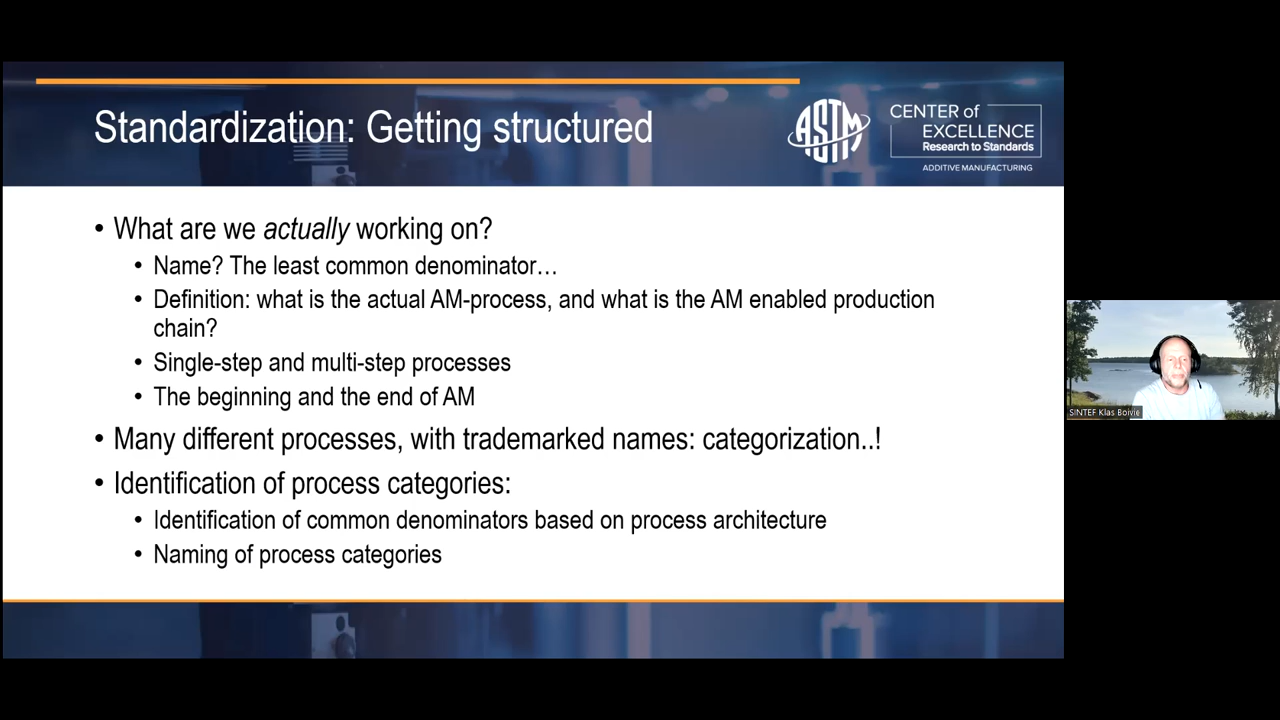 Standardization: Getting structured
ASTM
CENTER of
EXCELLENCE
Research to Standards
ADDITIVE MANUFACTURING
• What are we actually working on?
• Name? The least common denominator…
• Definition: what is the actual AM-process, and what is the AM enabled production
chain?
• Single-step and multi-step processes
• The beginning and the end of AM
• Many different processes, with trademarked names: categorization..!
• Identification of process categories:
• Identification of common denominators based on process architecture
• Naming of process categories
SINTEF Klas Boivie